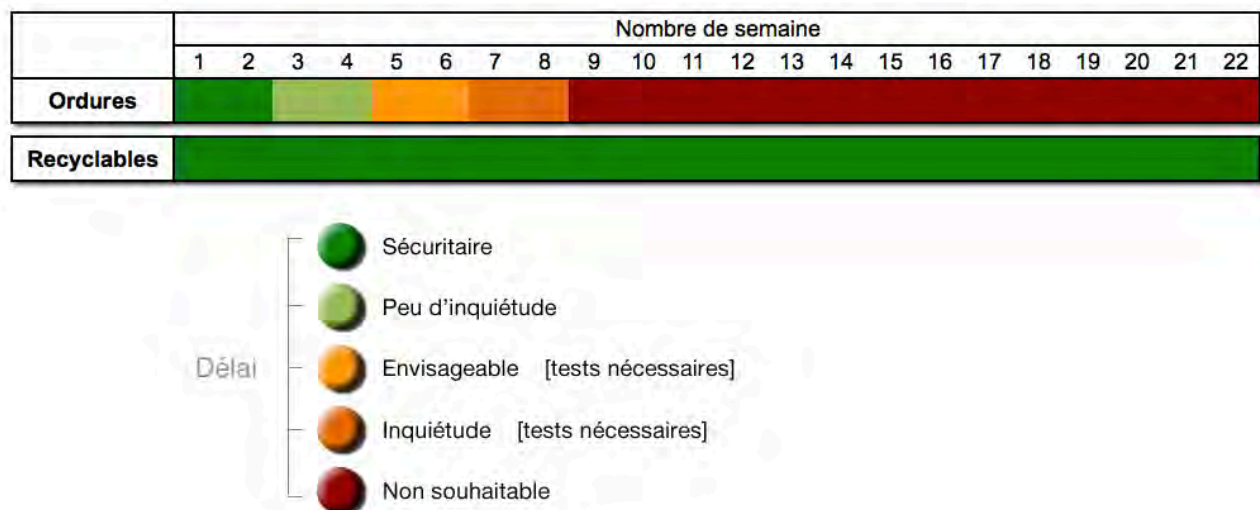 Nombre de semaine
1 2 3 4 5 6 7 8 9 10 11 12 13 14 15 16 17 18 19 20 21 22
Ordures
Recyclables
Sécuritaire
Peu d'inquiétude
Délai
Envisageable [tests nécessaires]
Inquiétude [tests nécessaires]
Non souhaitable